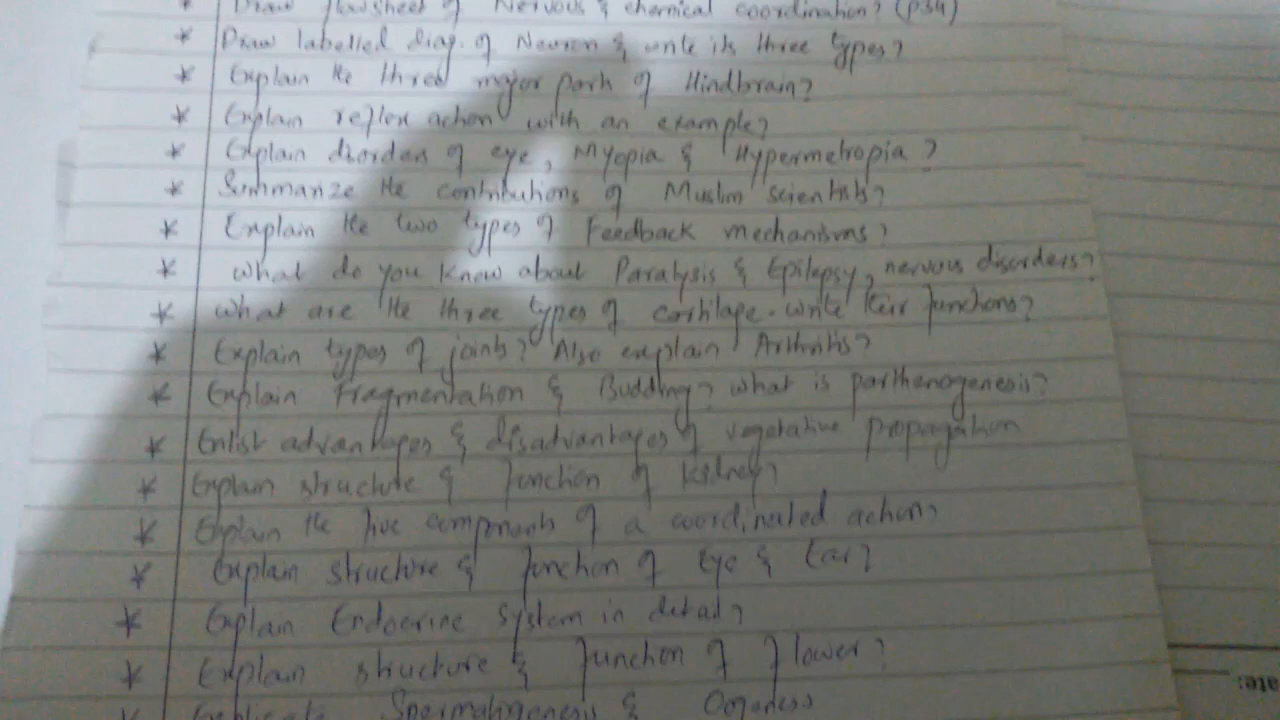 * Draw flowsheet of Nervous & chemical coordination? (P34)
* Draw labelled diag. of Neuron & write its three types?
* Explain the three major parts of Hindbrain?
* Explain reflex action with an example?
* Explain disorders of eye, Myopia & Hypermetropia?
* Summarize the contributions of Muslim scientists?
* Explain the two types of Feedback mechanisms?
* What do you know about Paralysis & Epilepsy, nervous disorders?
* What are the three types of cartilage. Write their functions?
* Explain types of joints? Also explain Arthritis?
* Explain Fragmentation & Budding? What is parthenogenesis?
* Enlist advantages & disadvantages of vegetative propagation
* Explain structure & function of Kidney?
* Explain the five components of a coordinated action?
* Explain structure & function of Eye & Ear?
* Explain Endocrine System in detail?
* Explain structure & function of flower?
* Spermatogenesis & Oogenesis
ate: